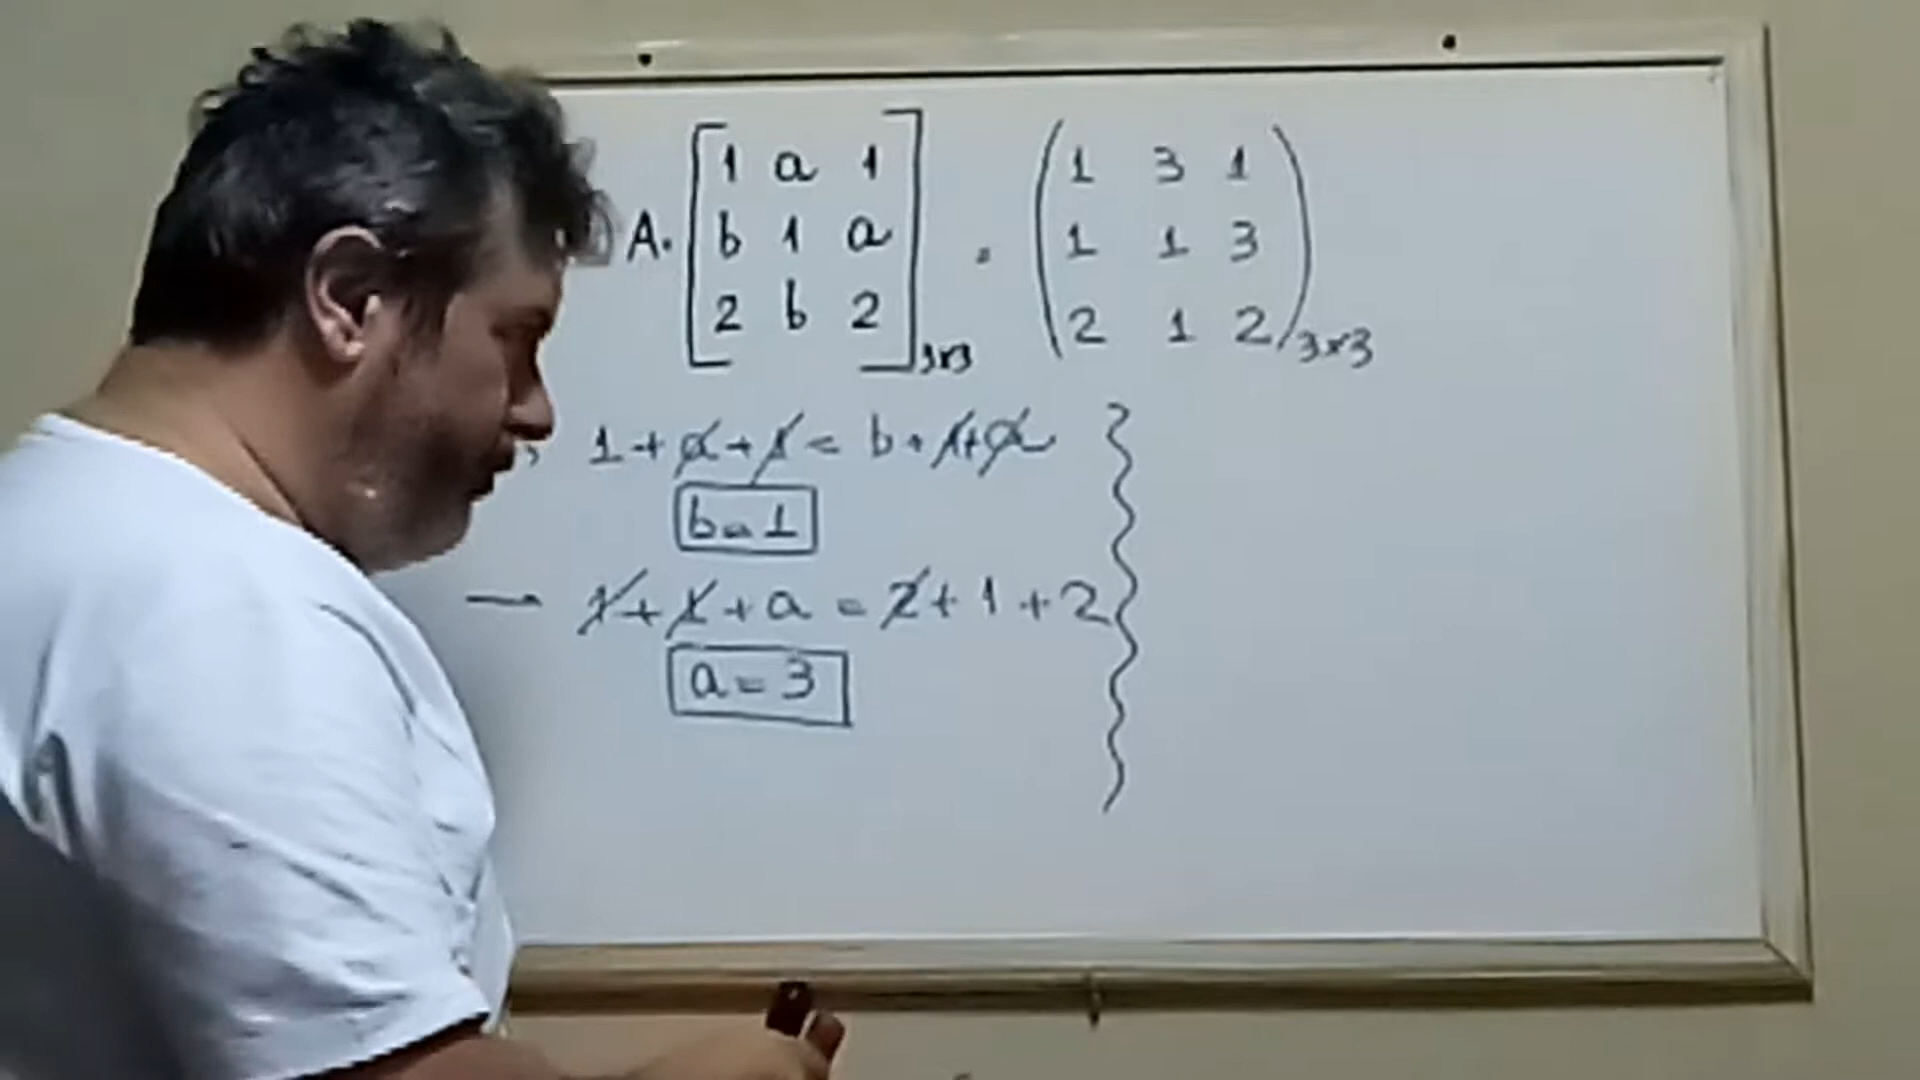 A. [1 a 1] = (1 3 1)
[b 1 a] (1 1 3)
[2 b 2]3x3 (2 1 2)3x3
1 + a + 1 = b + 1 + a
b = 1
— 1 + 1 + a = 2 + 1 + 2
a = 3